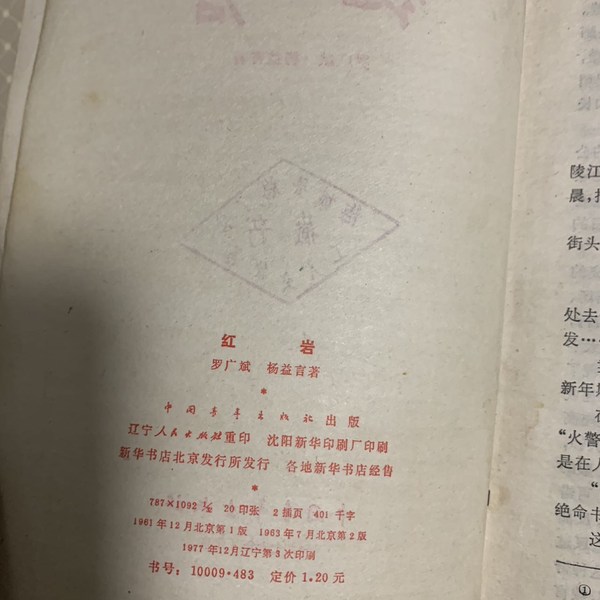 红 岩
罗广斌 杨益言著
*
中国青年出版社出版
辽宁人民出版社重印 沈阳新华印刷厂印刷
新华书店北京发行所发行 各地新华书店经售
*
787×1092 1/32 20印张 2插页 401千字
1961年12月北京第1版 1963年7月北京第2版
1977年12月辽宁第3次印刷
书号：10009·483 定价1.20元
陵江
晨，
街头
处去
发…
新年
“火警
是在人
“
绝命书
这
①